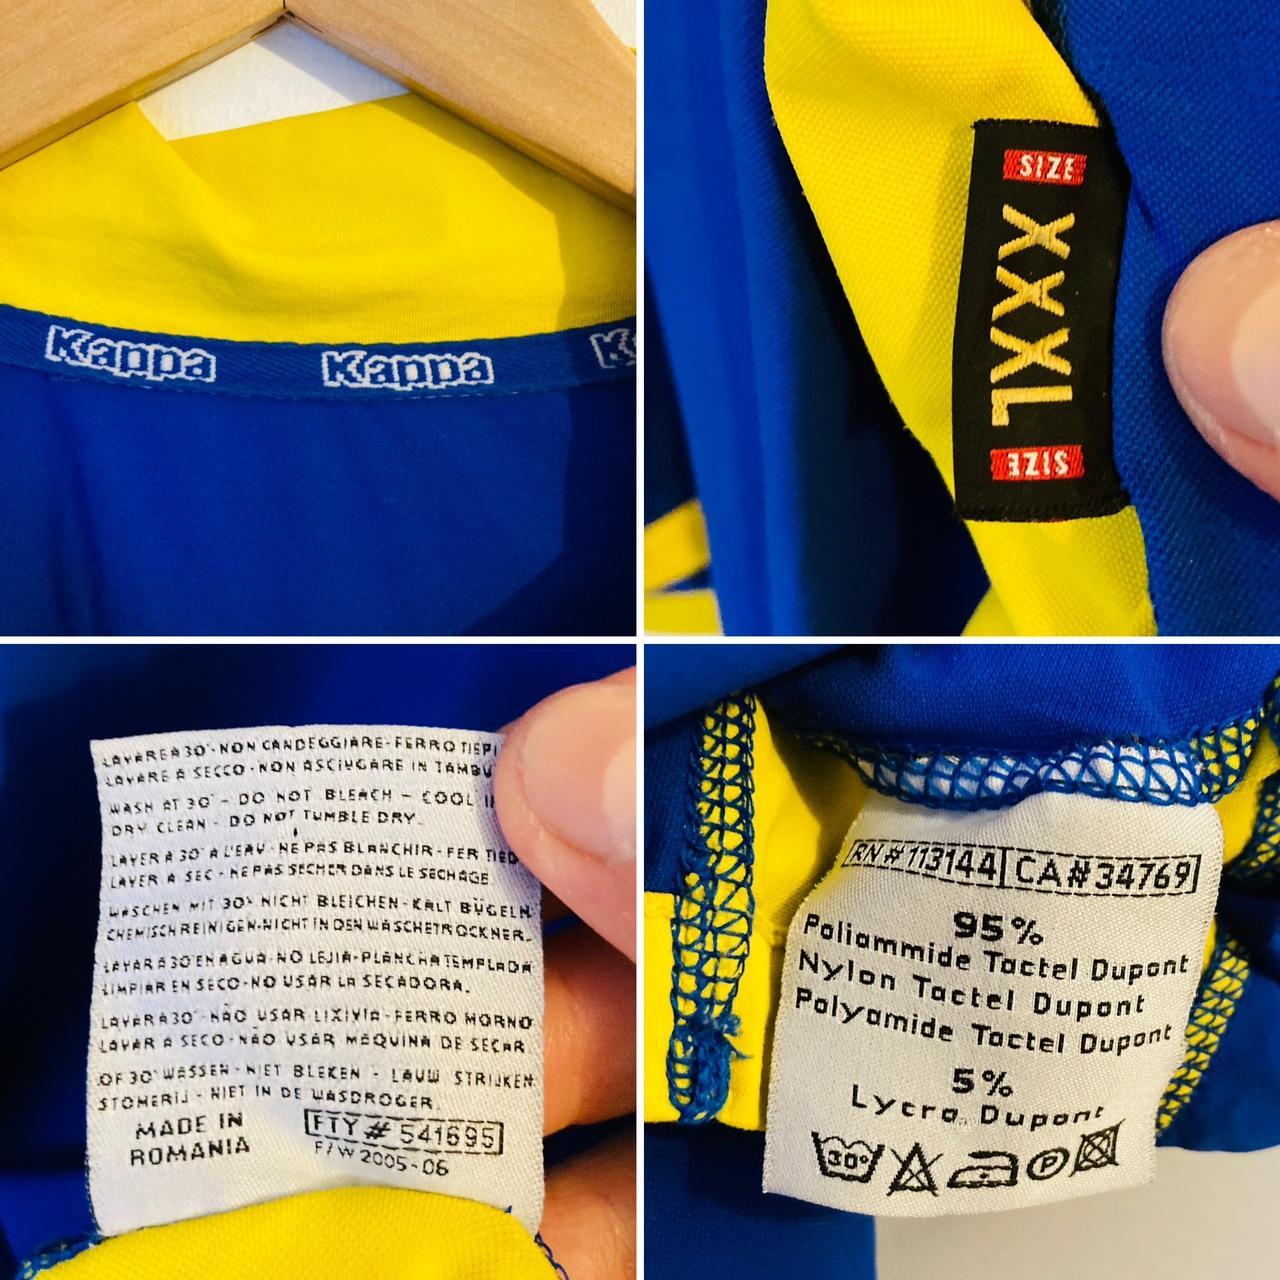 Kappa Kappa
SIZE
XXXL
SIZE
LAVARE A 30°-NON CANDEGGIARE-FERRO
LAVARE A SECCO-NON ASCIUGARE IN
WASH AT 30° - DO NOT BLEACH - COOL
DRY CLEAN - DO NOT TUMBLE DRY.
LAVER A 30° A L'EAU-NE PAS BLANCHIR-FER
LAVER A SEC-NE PAS SECHER DANS LE SECHAGE.
WASCHEN MIT 30°-NICHT BLEICHEN-KALT BÜGELN
CHEMISCH REINIGEN-NICHT IN DEN WASCHETROCKNER.
LAVAR A 30°EN AGUA-NO LEJIA-PLANCHA TEMPLADA
LIMPIAR EN SECO-NO USAR LA SECADORA.
LAVAR A 30°-NÃO USAR LIXIVIA-FERRO MORNO
LAVAR A SECO-NÃO USAR MAQUINA DE SECAR
OF 30° WASSEN-NIET BLEKEN - LAUW STRIJKEN
STOMERIJ-NIET IN DE WASDROGER.
MADE IN
ROMANIA
FTY # 541695
F/W 2005-06
RN # 113144 CA#34769
95%
Poliammide Tactel Dupont
Nylon Tactel Dupont
Polyamide Tactel Dupont
5%
Lycra Dupont
30°
P